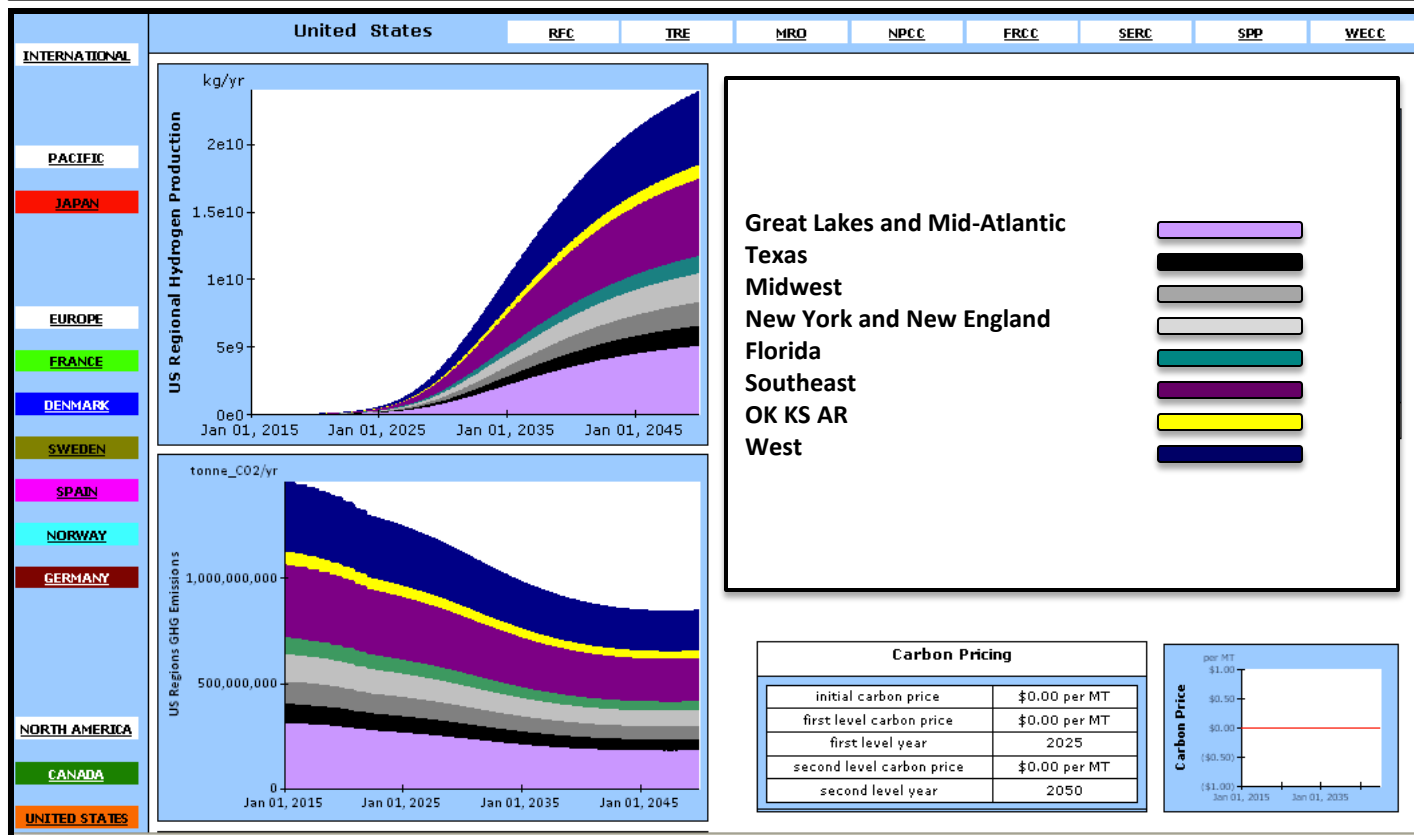 United States
RFC
TRE
MRO
NPCC
FRCC
SERC
SPP
WECC
INTERNATIONAL
PACIFIC
JAPAN
EUROPE
FRANCE
DENMARK
SWEDEN
SPAIN
NORWAY
GERMANY
NORTH AMERICA
CANADA
UNITED STATES
kg/yr
US Regional Hydrogen Production
2e10
1.5e10
1e10
5e9
0e0
Jan 01, 2015 Jan 01, 2025 Jan 01, 2035 Jan 01, 2045
tonne_CO2/yr
US Regions GHG Emissions
1,000,000,000
500,000,000
0
Jan 01, 2015 Jan 01, 2025 Jan 01, 2035 Jan 01, 2045
Great Lakes and Mid-Atlantic
Texas
Midwest
New York and New England
Florida
Southeast
OK KS AR
West
Carbon Pricing
initial carbon price $0.00 per MT
first level carbon price $0.00 per MT
first level year 2025
second level carbon price $0.00 per MT
second level year 2050
per MT
Carbon Price
$1.00
$0.50
$0.00
($0.50)
($1.00)
Jan 01, 2015 Jan 01, 2035